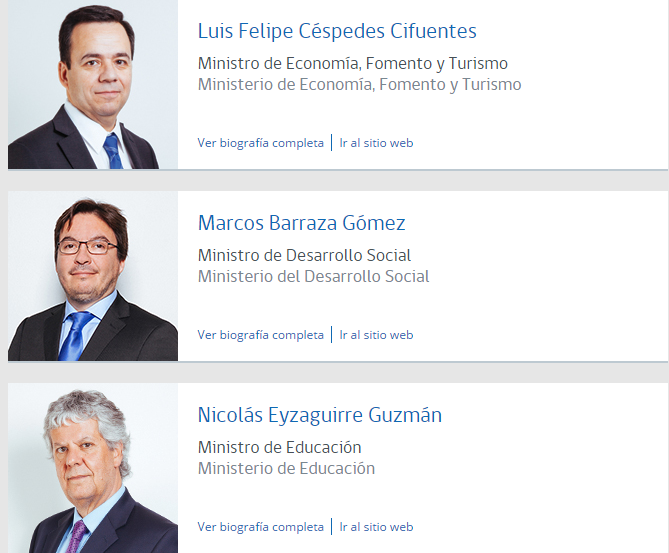 Luis Felipe Céspedes Cifuentes
Ministro de Economía, Fomento y Turismo
Ministerio de Economía, Fomento y Turismo
Ver biografía completa | Ir al sitio web
Marcos Barraza Gómez
Ministro de Desarrollo Social
Ministerio del Desarrollo Social
Ver biografía completa | Ir al sitio web
Nicolás Eyzaguirre Guzmán
Ministro de Educación
Ministerio de Educación
Ver biografía completa | Ir al sitio web